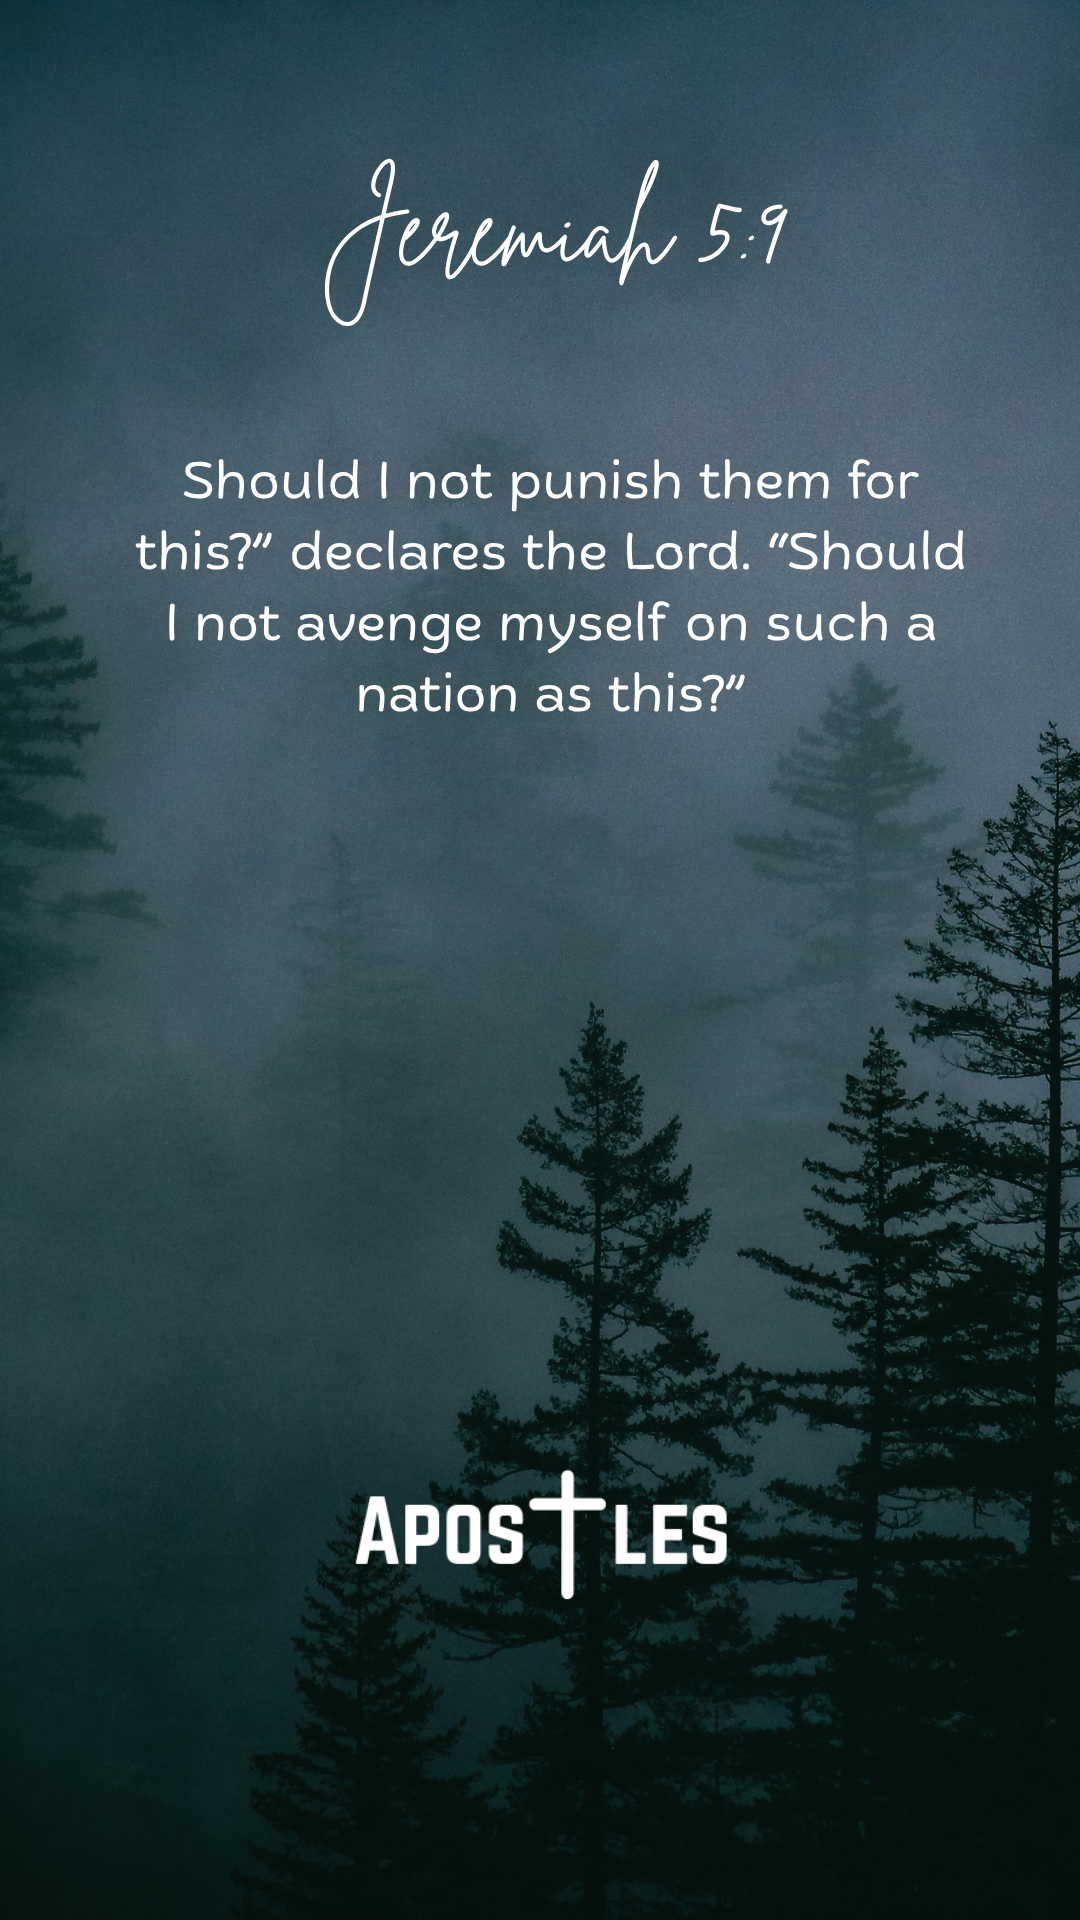 Jeremiah 5:9
Should I not punish them for
this?” declares the Lord. “Should
I not avenge myself on such a
nation as this?”
APOSTLES